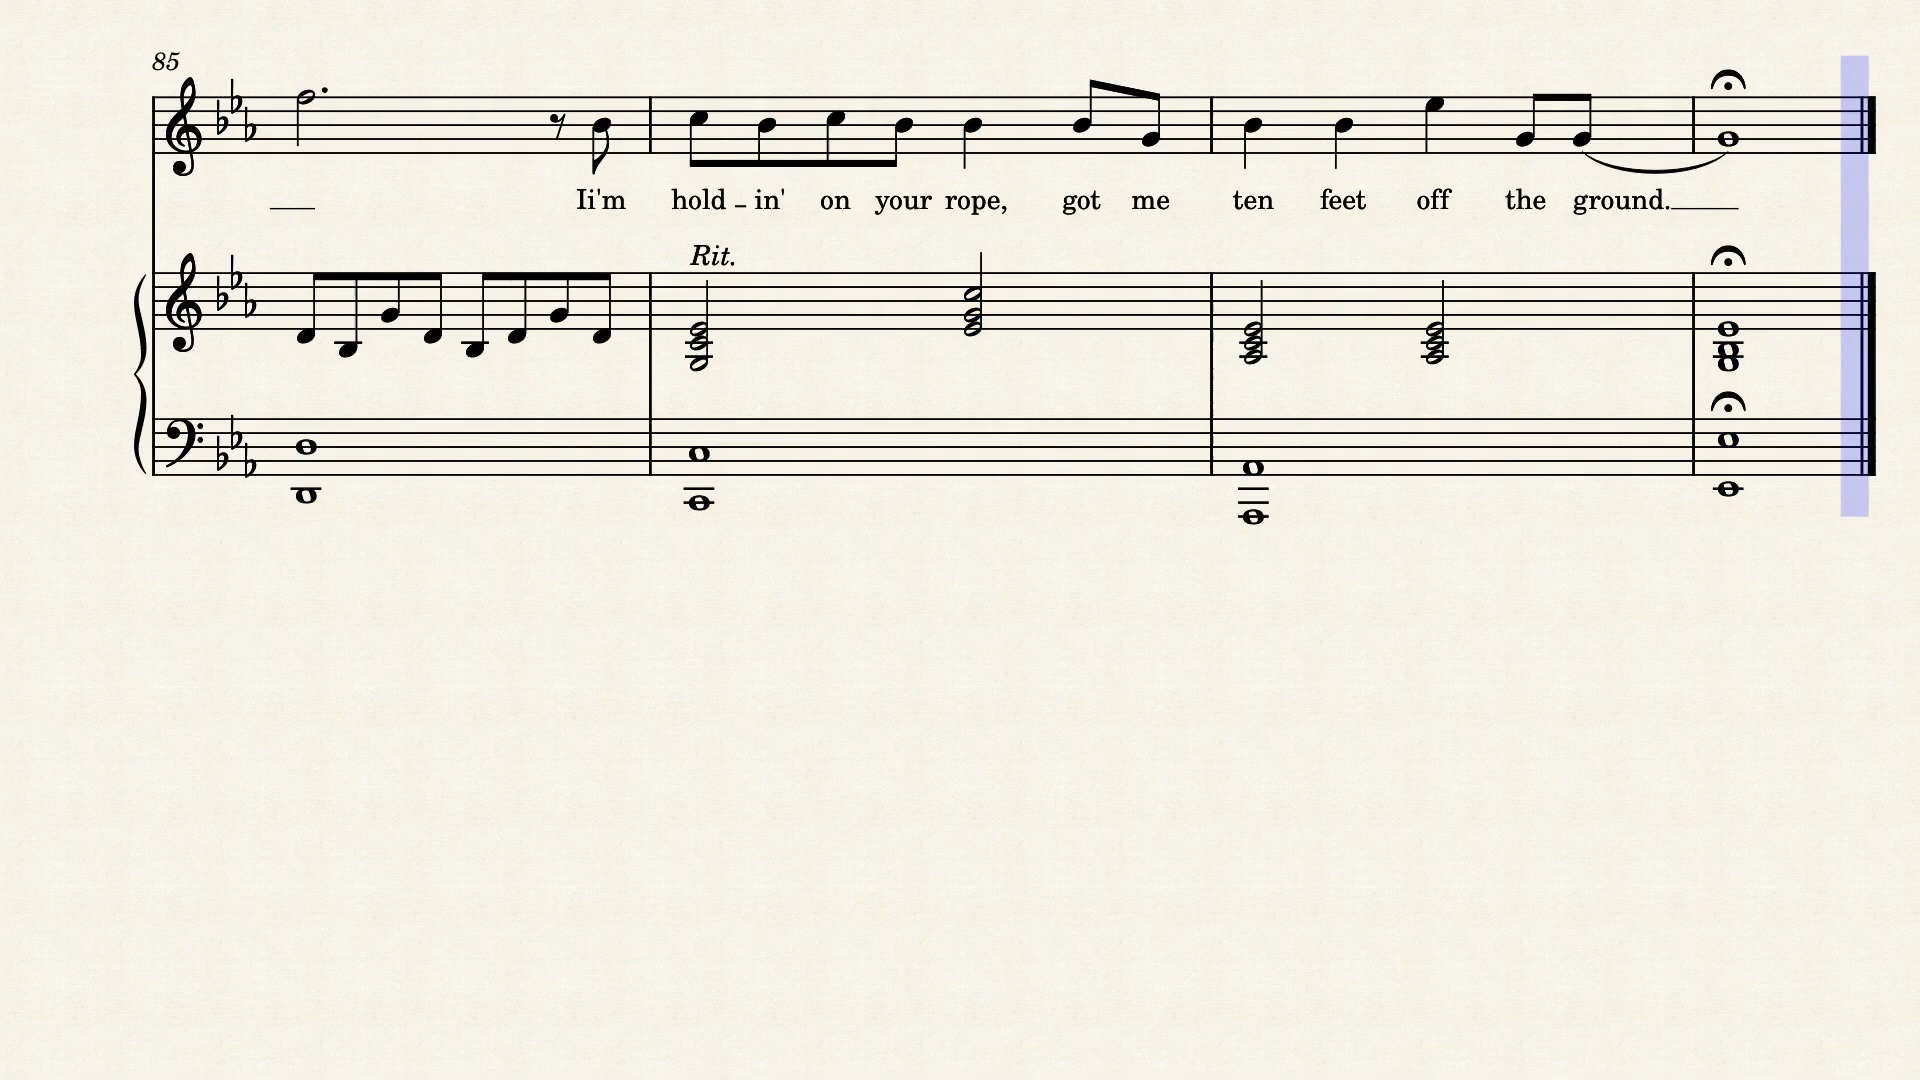 85
Ii'm hold - in' on your rope, got me ten feet off the ground.
Rit.